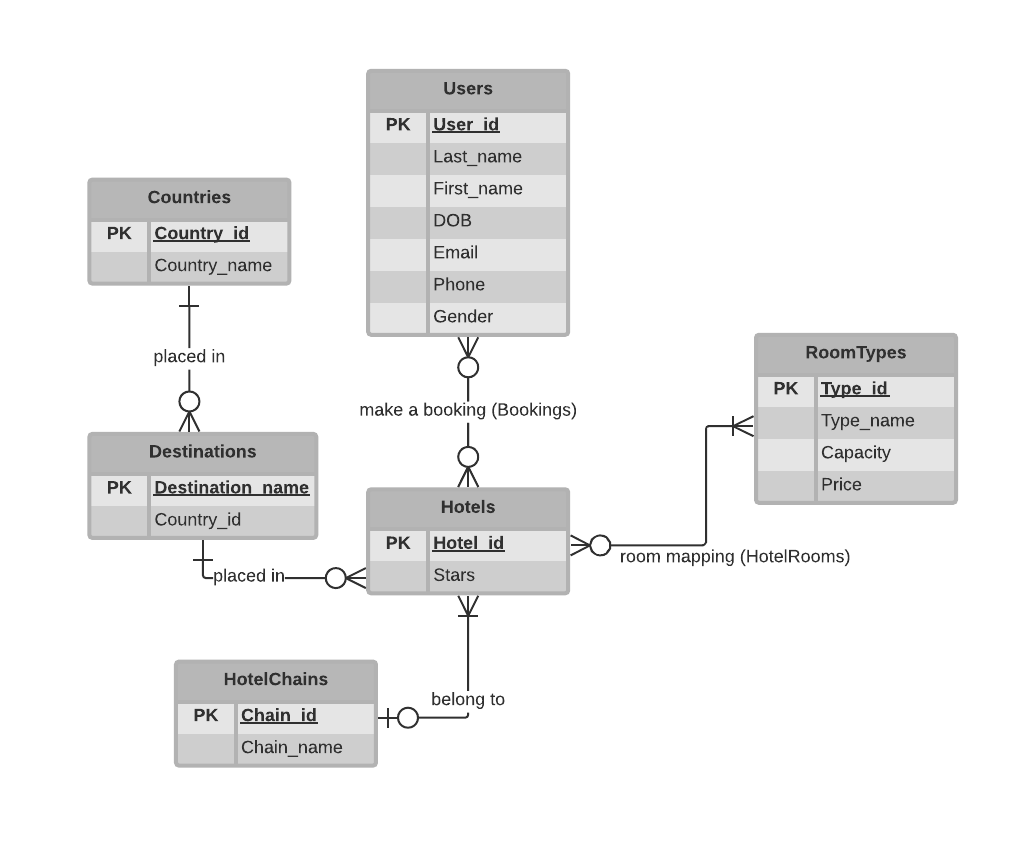 Users
PK User_id
Last_name
First_name
DOB
Email
Phone
Gender
Countries
PK Country_id
Country_name
placed in
make a booking (Bookings)
RoomTypes
PK Type_id
Type_name
Capacity
Price
Destinations
PK Destination_name
Country_id
placed in
Hotels
PK Hotel_id
Stars
room mapping (HotelRooms)
HotelChains
PK Chain_id
Chain_name
belong to